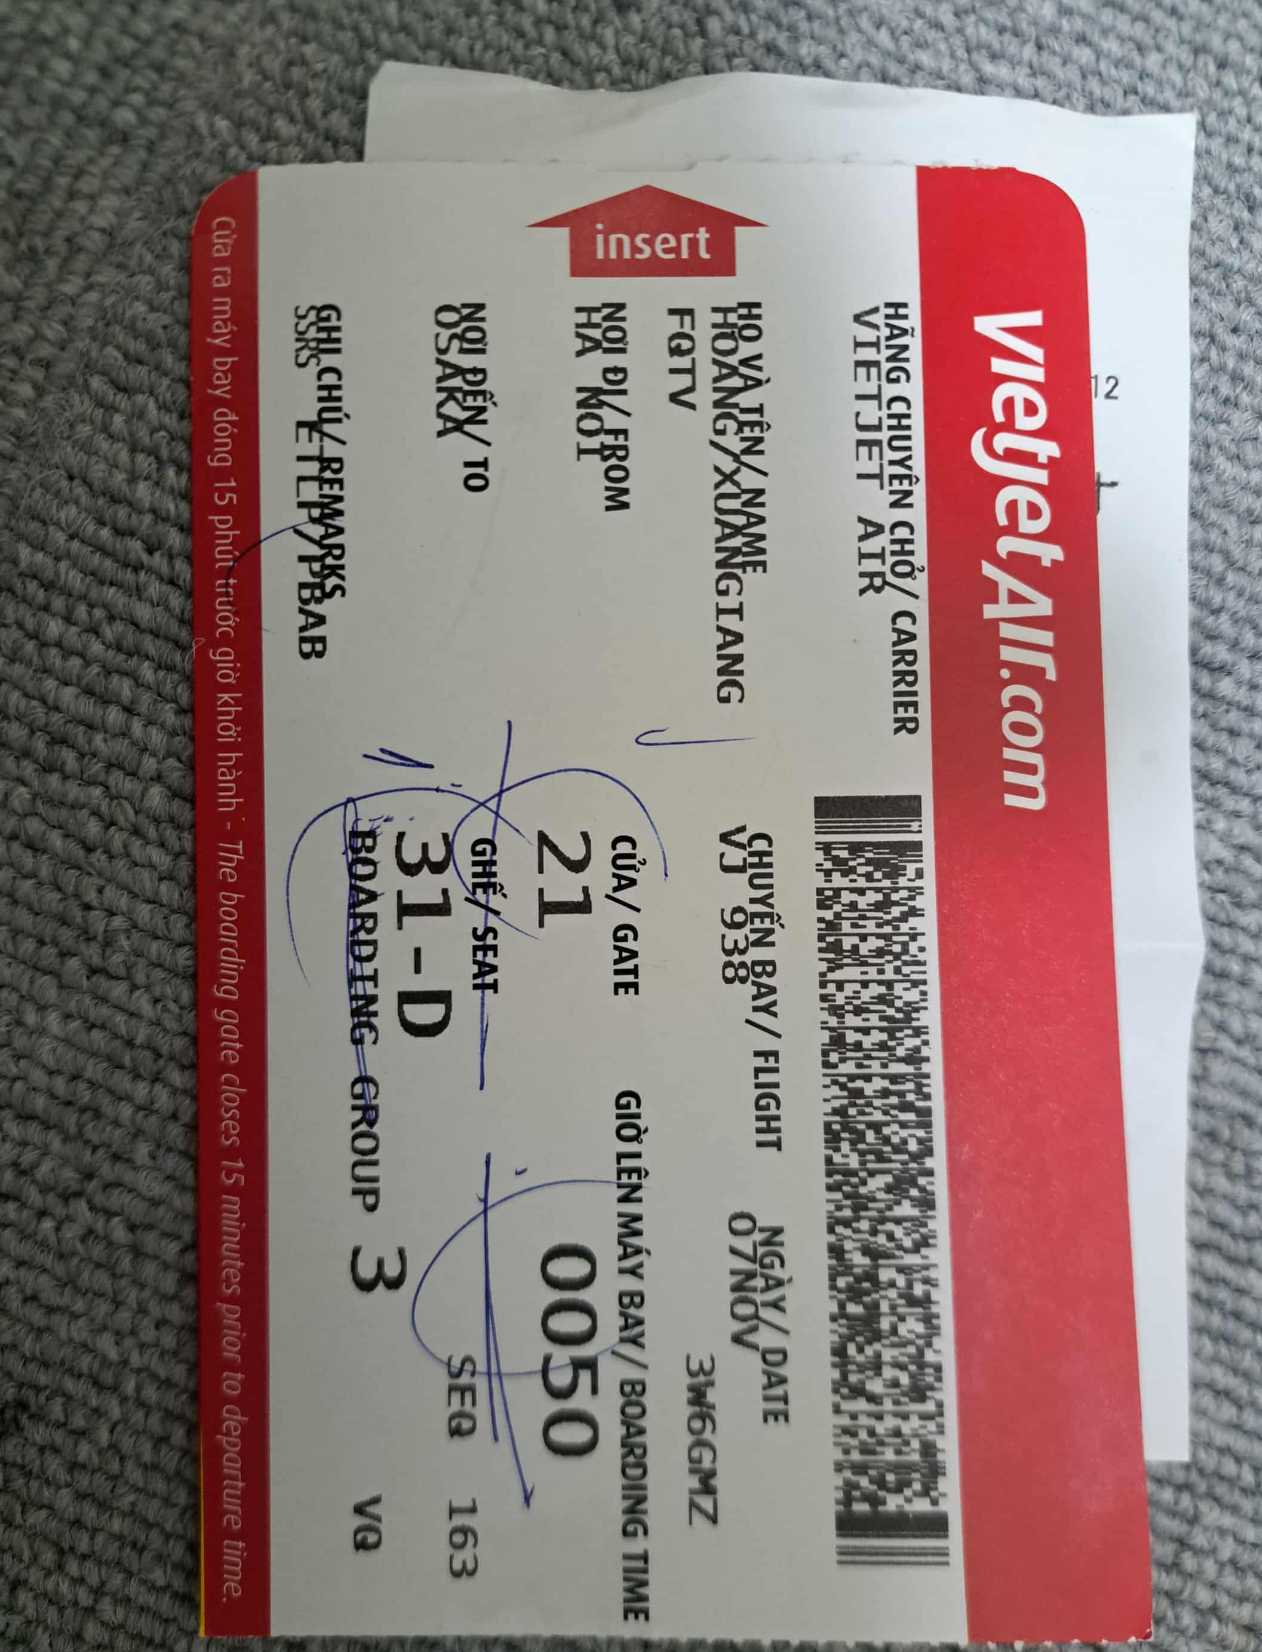 vietjetAir.com
HÃNG CHUYÊN CHỞ/ CARRIER
VIETJET AIR
insert
HỌ VÀ TÊN/ NAME
HOANG/XUANGIANG
CHUYẾN BAY/ FLIGHT
VJ 938
NGÀY/ DATE
07NOV
FQTV
3W6GMZ
NƠI ĐI/ FROM
HA NOI
CỬA/ GATE
21
GIỜ LÊN MÁY BAY/ BOARDING TIME
0050
NƠI ĐẾN/ TO
OSAKA
GHẾ/ SEAT
31-D
SEQ 163
GHI CHÚ/ REMARKS
SSRS ETLP/PBAB
BOARDING GROUP 3
VQ
Cửa ra máy bay đóng 15 phút trước giờ khởi hành - The boarding gate closes 15 minutes prior to departure time.
12